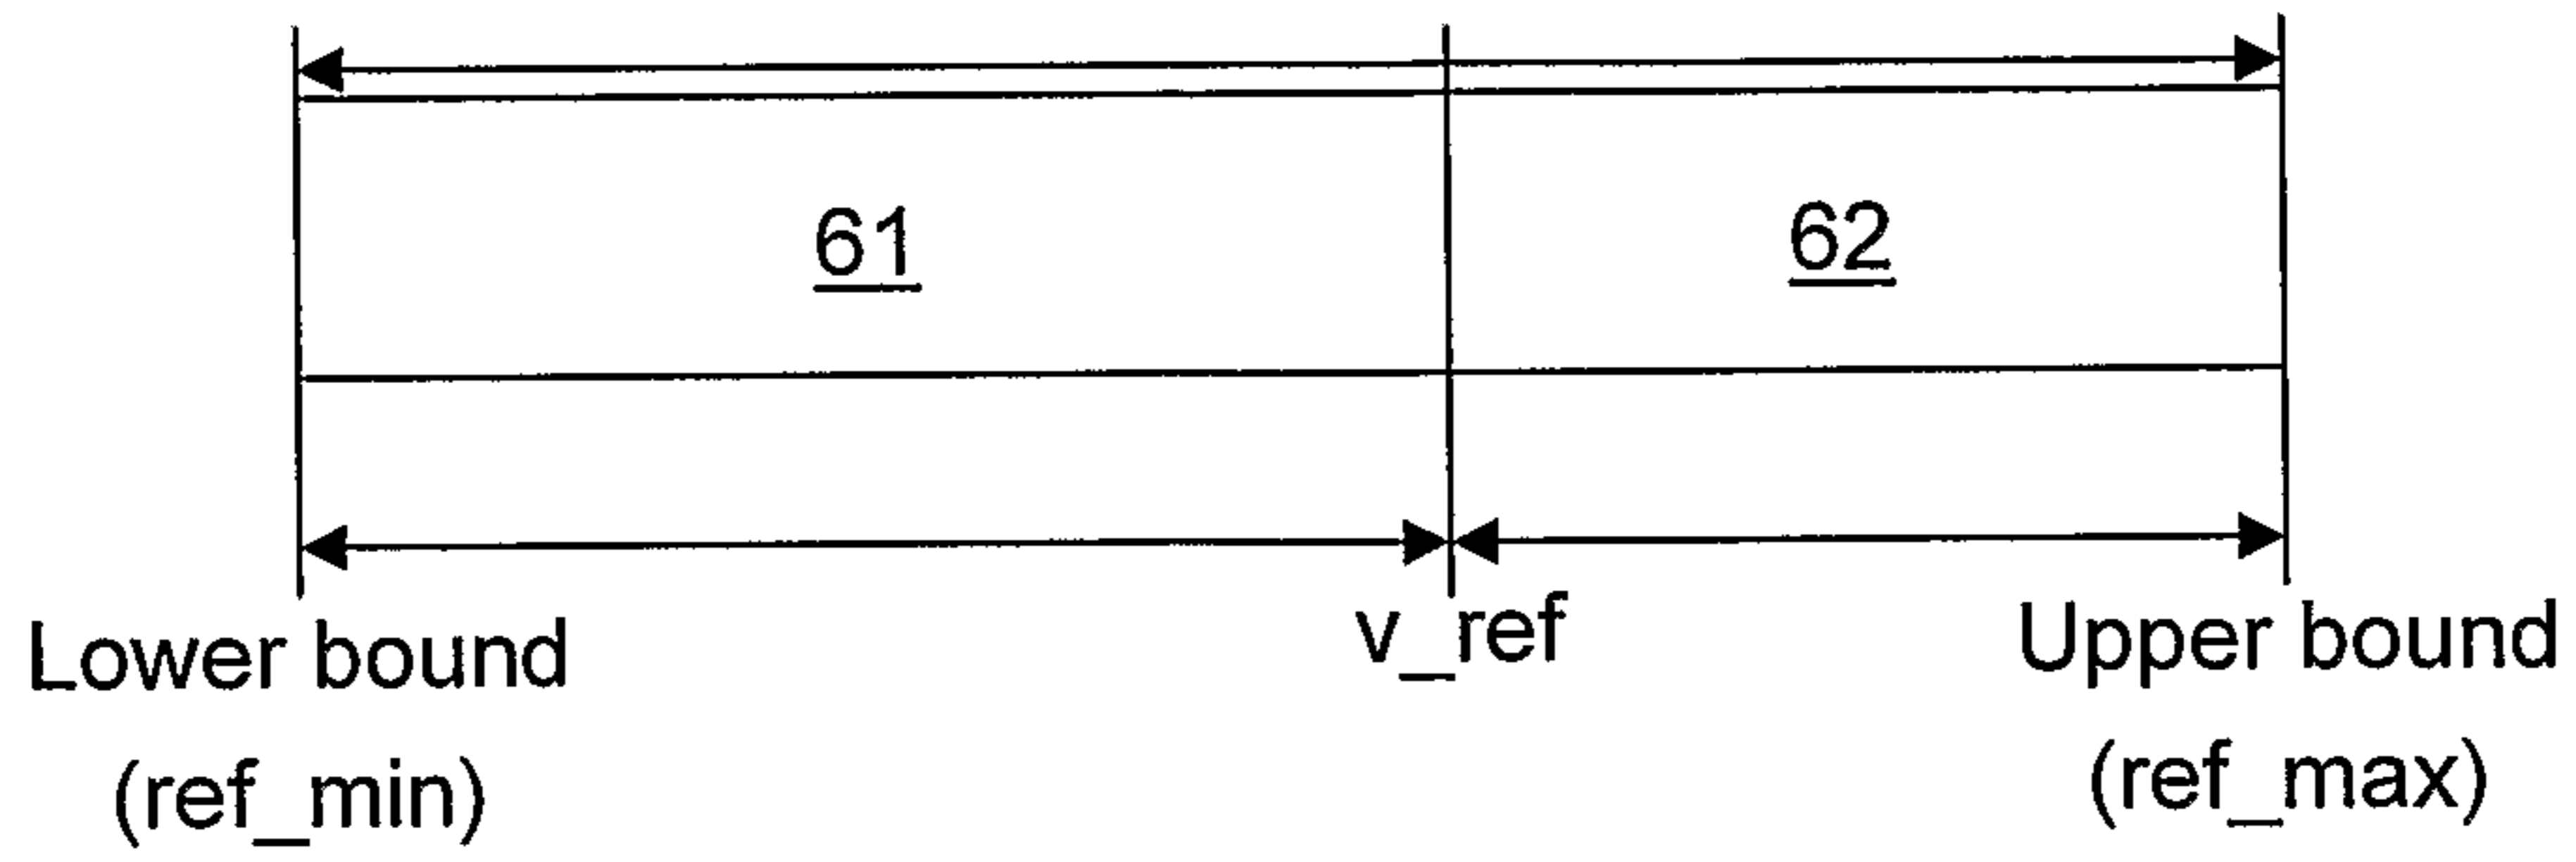 61
62
Lower bound
(ref_min)
v_ref
Upper bound
(ref_max)